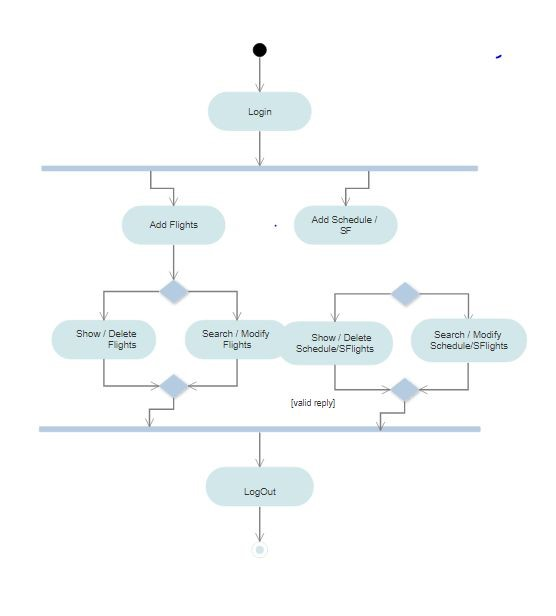 Login
Add Flights
Add Schedule /
SF
Show / Delete
Flights
Search / Modify
Flights
Show / Delete
Schedule/SFlights
Search / Modify
Schedule/SFlights
[valid reply]
LogOut